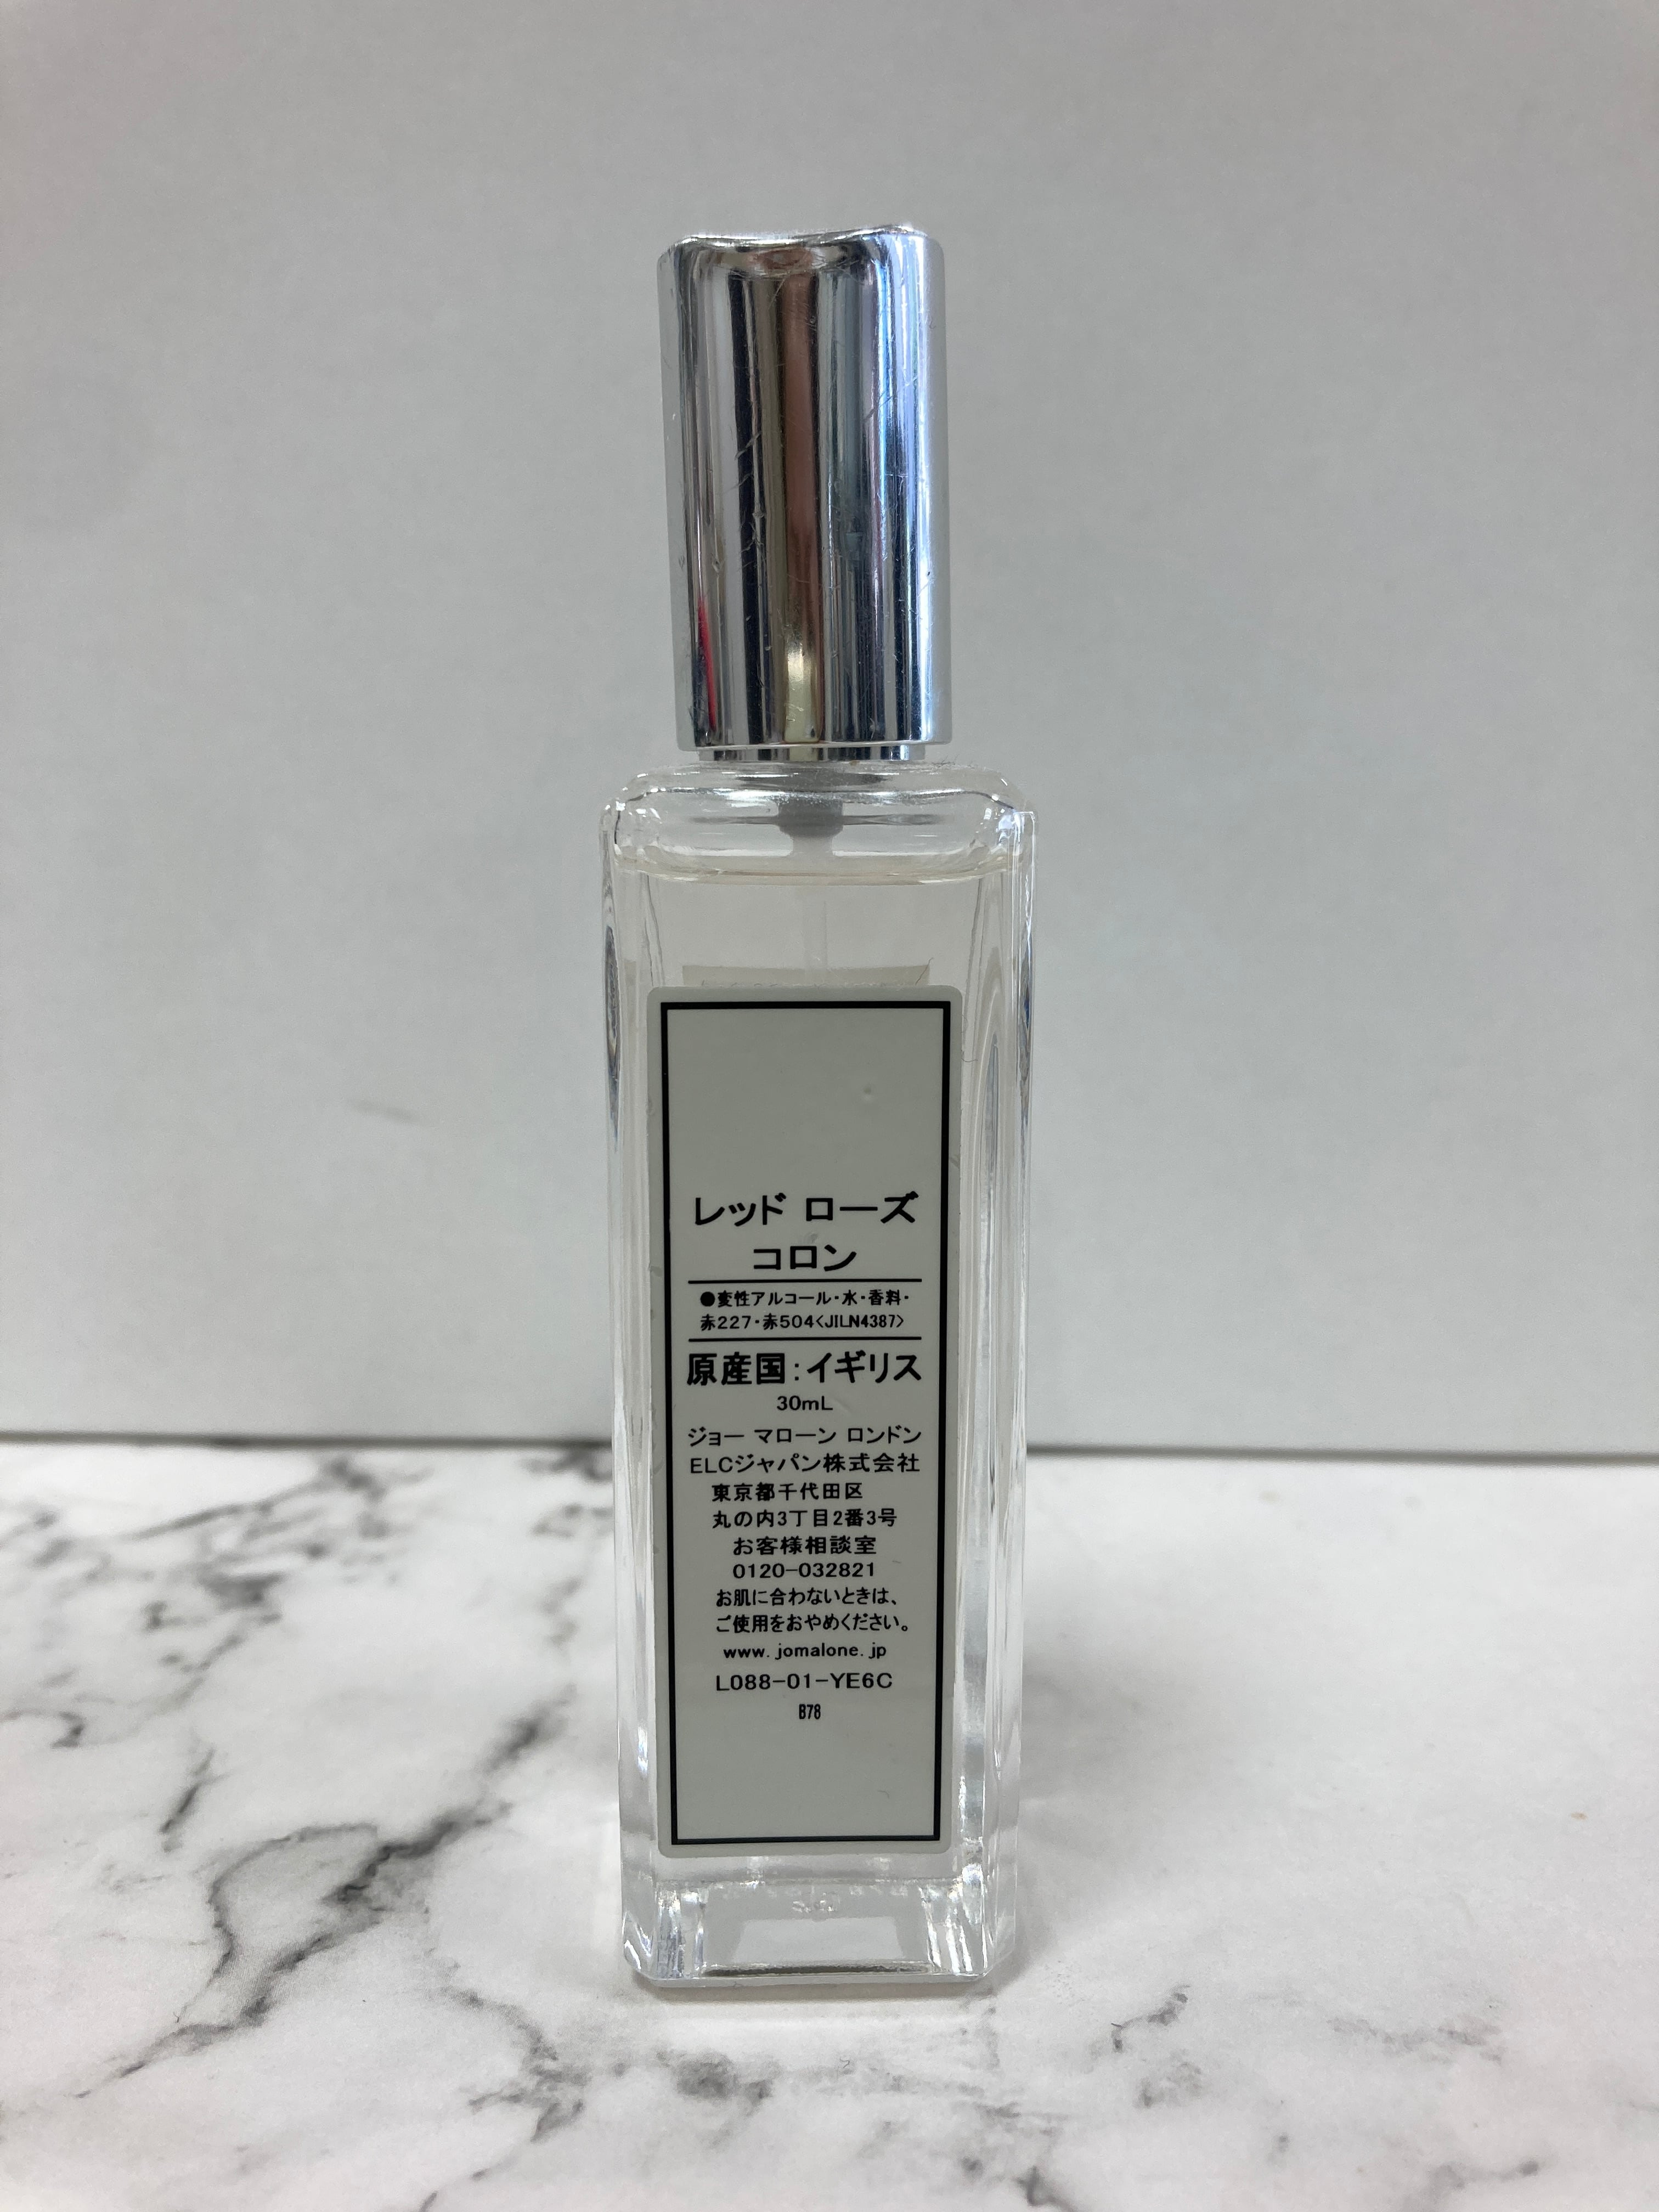 レッド ローズ
コロン
●変性アルコール・水・香料・
赤227・赤504<JILN4387>
原産国:イギリス
30mL
ジョー マローン ロンドン
ELCジャパン株式会社
東京都千代田区
丸の内3丁目2番3号
お客様相談室
0120-032821
お肌に合わないときは、
ご使用をおやめください。
www.jomalone.jp
L088-01-YE6C
B78